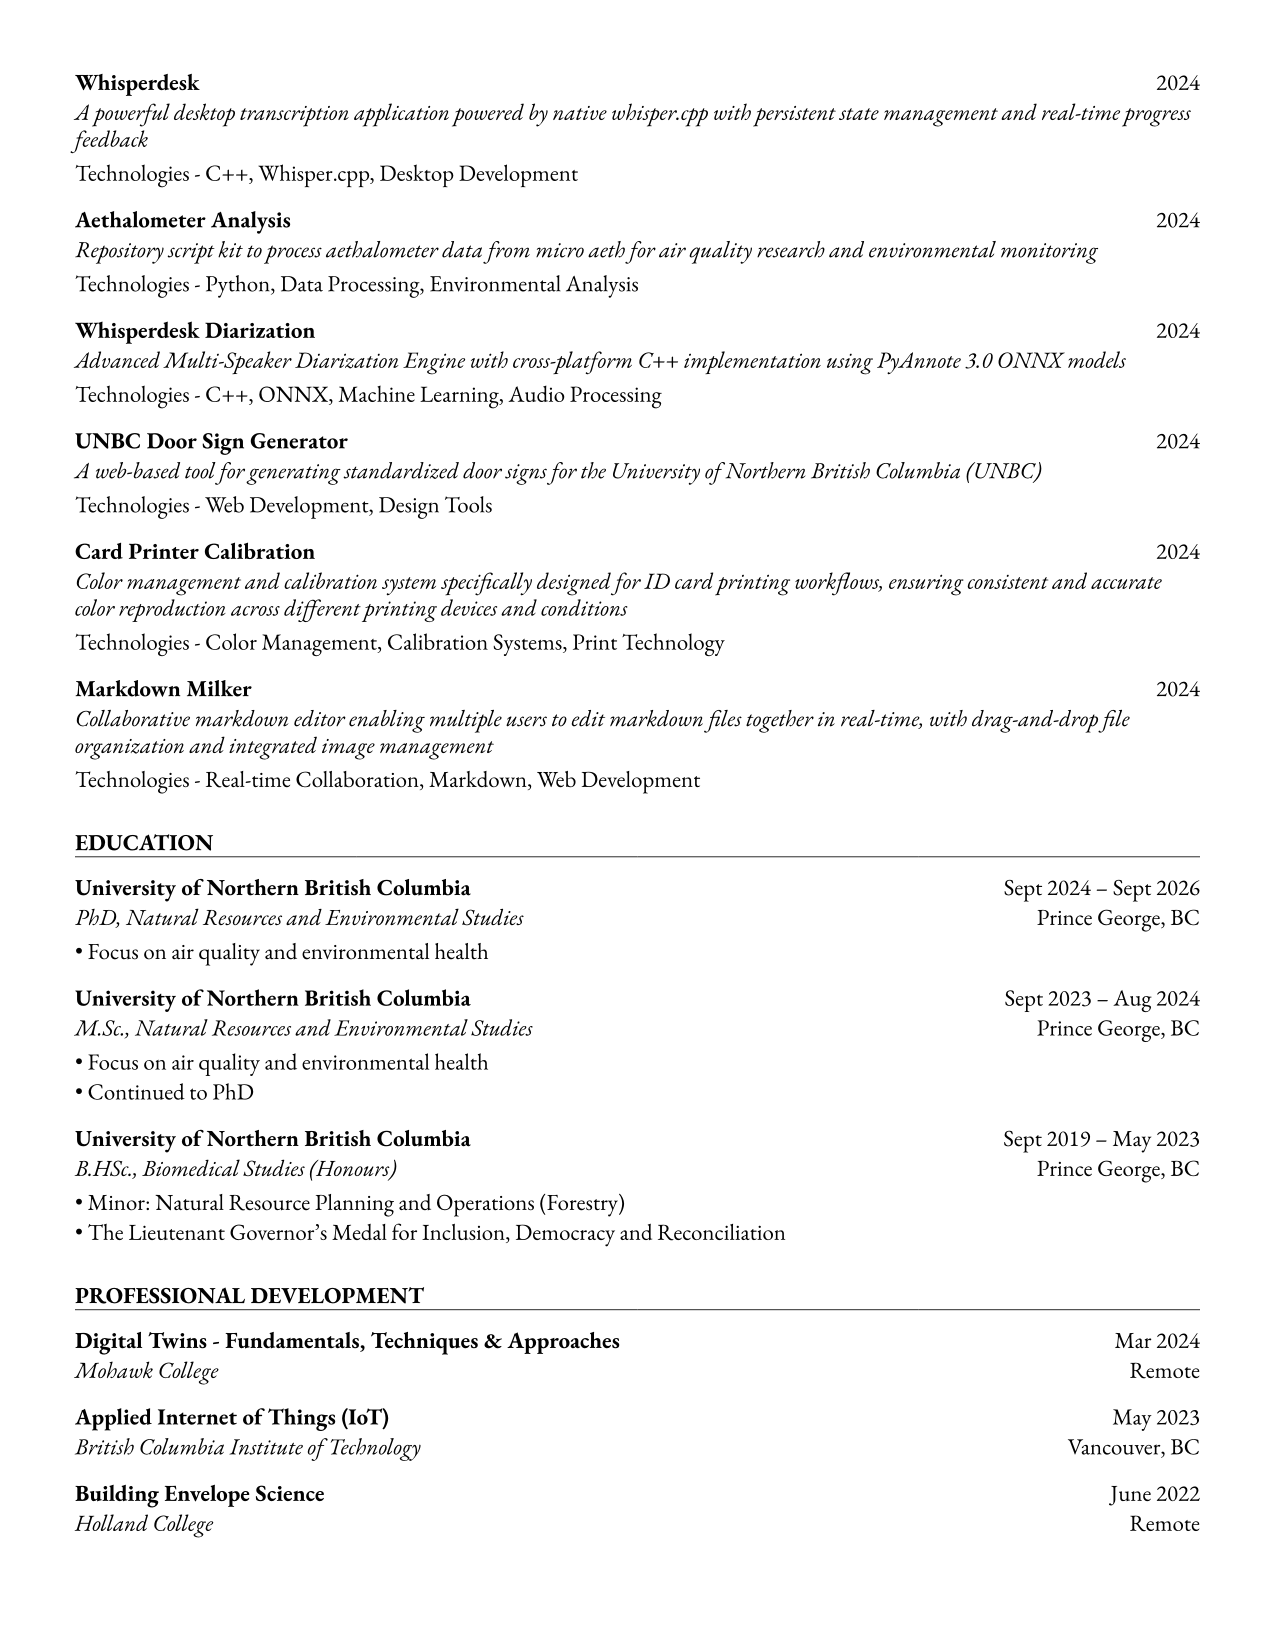 Whisperdesk 2024
A powerful desktop transcription application powered by native whisper.cpp with persistent state management and real-time progress
feedback
Technologies - C++, Whisper.cpp, Desktop Development
Aethalometer Analysis 2024
Repository script kit to process aethalometer data from micro aeth for air quality research and environmental monitoring
Technologies - Python, Data Processing, Environmental Analysis
Whisperdesk Diarization 2024
Advanced Multi-Speaker Diarization Engine with cross-platform C++ implementation using PyAnnote 3.0 ONNX models
Technologies - C++, ONNX, Machine Learning, Audio Processing
UNBC Door Sign Generator 2024
A web-based tool for generating standardized door signs for the University of Northern British Columbia (UNBC)
Technologies - Web Development, Design Tools
Card Printer Calibration 2024
Color management and calibration system specifically designed for ID card printing workflows, ensuring consistent and accurate
color reproduction across different printing devices and conditions
Technologies - Color Management, Calibration Systems, Print Technology
Markdown Milker 2024
Collaborative markdown editor enabling multiple users to edit markdown files together in real-time, with drag-and-drop file
organization and integrated image management
Technologies - Real-time Collaboration, Markdown, Web Development
EDUCATION
University of Northern British Columbia Sept 2024 – Sept 2026
PhD, Natural Resources and Environmental Studies Prince George, BC
• Focus on air quality and environmental health
University of Northern British Columbia Sept 2023 – Aug 2024
M.Sc., Natural Resources and Environmental Studies Prince George, BC
• Focus on air quality and environmental health
• Continued to PhD
University of Northern British Columbia Sept 2019 – May 2023
B.HSc., Biomedical Studies (Honours) Prince George, BC
• Minor: Natural Resource Planning and Operations (Forestry)
• The Lieutenant Governor’s Medal for Inclusion, Democracy and Reconciliation
PROFESSIONAL DEVELOPMENT
Digital Twins - Fundamentals, Techniques & Approaches Mar 2024
Mohawk College Remote
Applied Internet of Things (IoT) May 2023
British Columbia Institute of Technology Vancouver, BC
Building Envelope Science June 2022
Holland College Remote